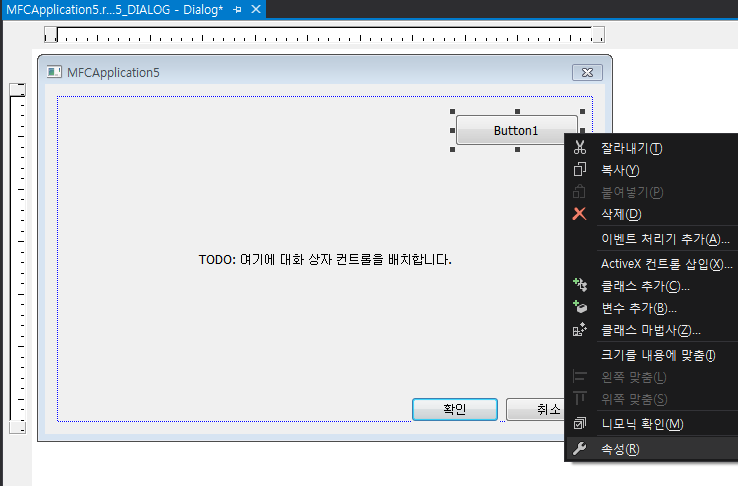 MFCApplication5.r...5_DIALOG - Dialog*
MFCApplication5
Button1
TODO: 여기에 대화 상자 컨트롤을 배치합니다.
확인
취소
잘라내기(T)
복사(Y)
붙여넣기(P)
삭제(D)
이벤트 처리기 추가(A)...
ActiveX 컨트롤 삽입(X)...
클래스 추가(C)...
변수 추가(B)...
클래스 마법사(Z)...
크기를 내용에 맞춤(I)
왼쪽 맞춤(L)
위쪽 맞춤(S)
니모닉 확인(M)
속성(R)